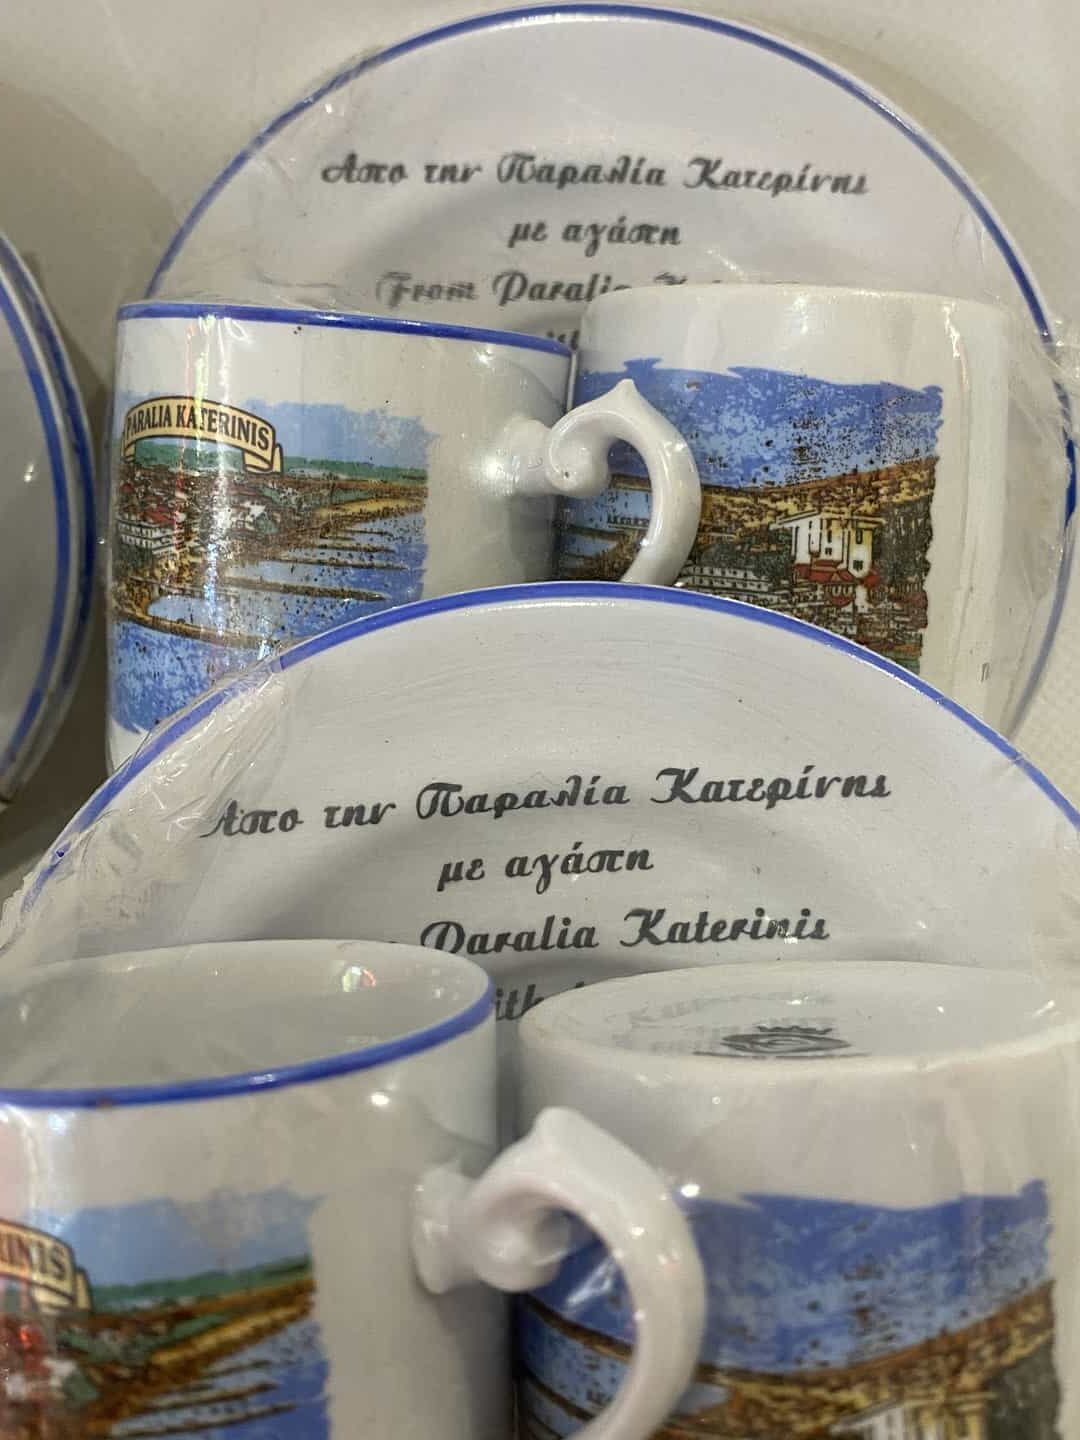 Απο την Παραλία Κατερίνης
με αγάπη
From Paralia
PARALIA KATERINIS
Απο την Παραλία Κατερίνης
με αγάπη
Paralia Katerinis